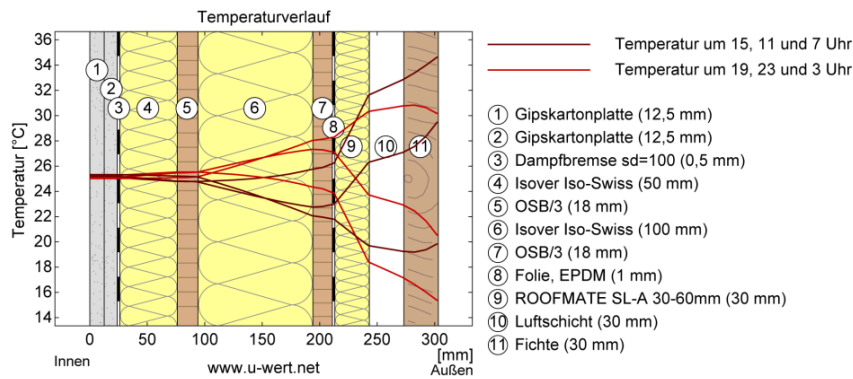 Temperaturverlauf
36
34
32
30
28
26
24
22
20
18
16
14
Temperatur [°C]
1
2
3
4
5
6
7
8
9
10
11
0
50
100
150
200
250
300
[mm]
Innen
www.u-wert.net
Außen
Temperatur um 15, 11 und 7 Uhr
Temperatur um 19, 23 und 3 Uhr
1 Gipskartonplatte (12,5 mm)
2 Gipskartonplatte (12,5 mm)
3 Dampfbremse sd=100 (0,5 mm)
4 Isover Iso-Swiss (50 mm)
5 OSB/3 (18 mm)
6 Isover Iso-Swiss (100 mm)
7 OSB/3 (18 mm)
8 Folie, EPDM (1 mm)
9 ROOFMATE SL-A 30-60mm (30 mm)
10 Luftschicht (30 mm)
11 Fichte (30 mm)